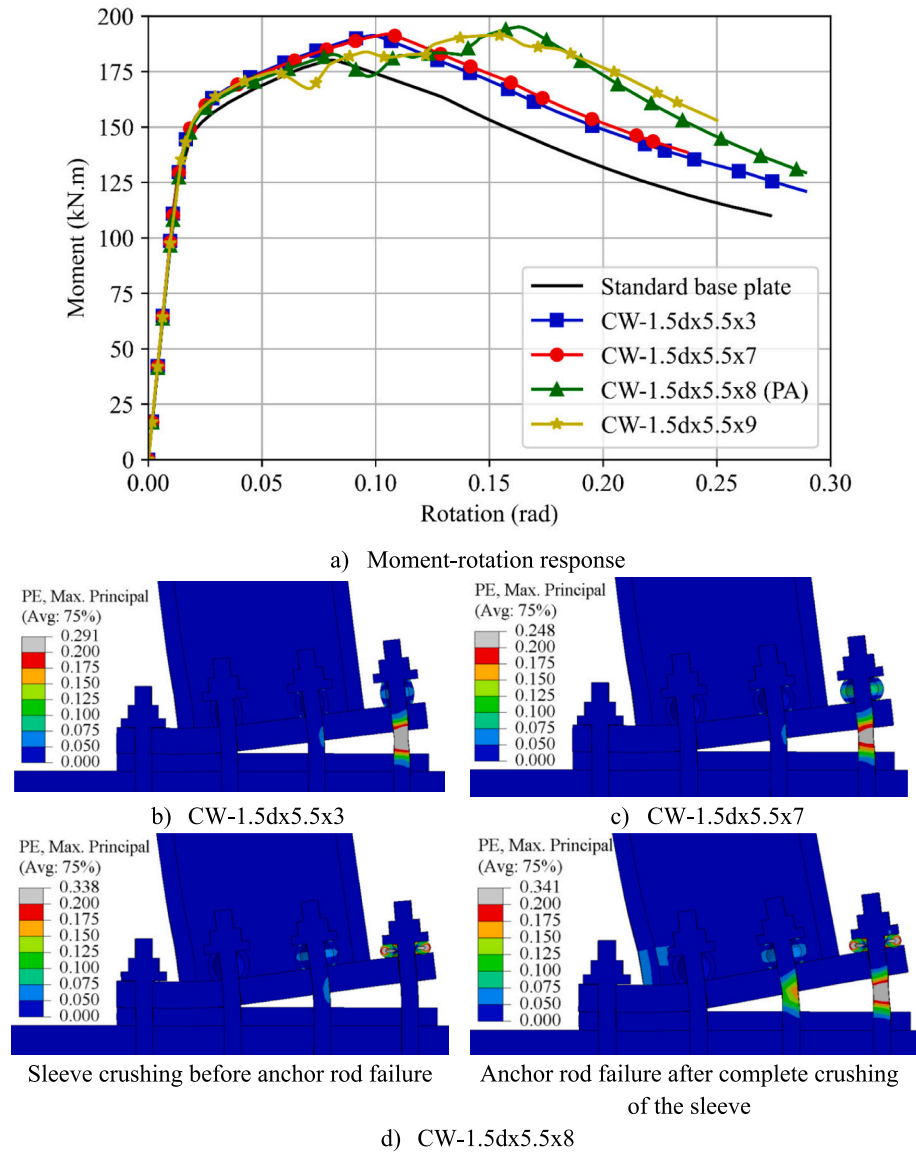 200
175
150
125
100
75
50
25
0
Moment (kN.m)
0.00 0.05 0.10 0.15 0.20 0.25 0.30
Rotation (rad)
Standard base plate
CW-1.5dx5.5x3
CW-1.5dx5.5x7
CW-1.5dx5.5x8 (PA)
CW-1.5dx5.5x9
a) Moment-rotation response
PE, Max. Principal
(Avg: 75%)
0.291
0.200
0.175
0.150
0.125
0.100
0.075
0.050
0.000
b) CW-1.5dx5.5x3
PE, Max. Principal
(Avg: 75%)
0.248
0.200
0.175
0.150
0.125
0.100
0.075
0.050
0.000
c) CW-1.5dx5.5x7
PE, Max. Principal
(Avg: 75%)
0.338
0.200
0.175
0.150
0.125
0.100
0.075
0.050
0.000
Sleeve crushing before anchor rod failure
PE, Max. Principal
(Avg: 75%)
0.341
0.200
0.175
0.150
0.125
0.100
0.075
0.050
0.000
Anchor rod failure after complete crushing
of the sleeve
d) CW-1.5dx5.5x8